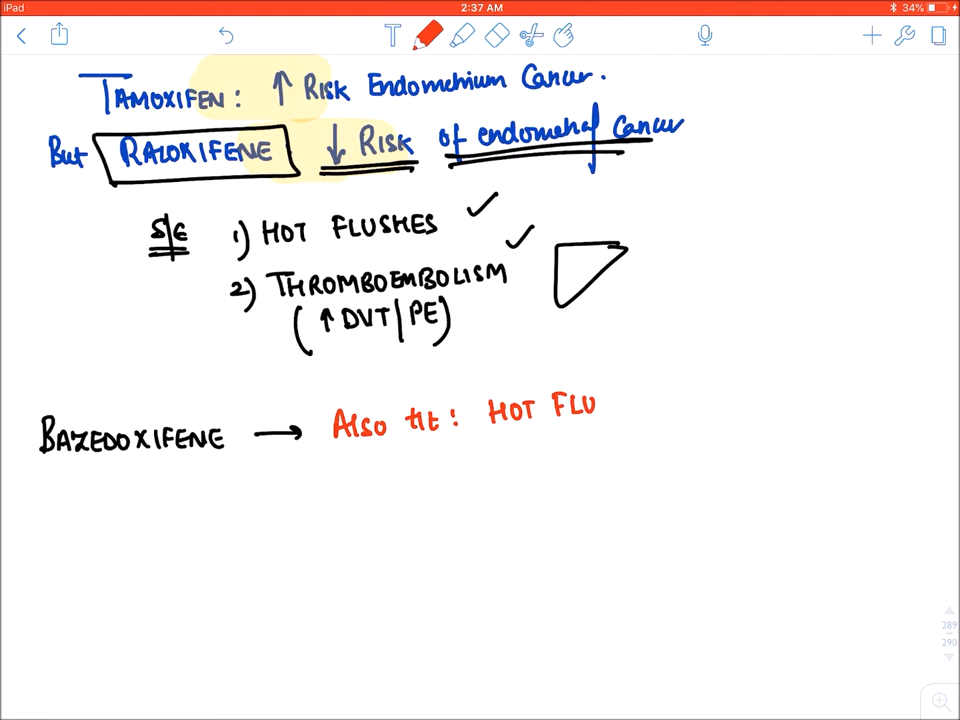 iPad
2:37 AM
34%
T
TAMOXIFEN: ↑ Risk Endometrium Cancer.
But RALOXIFENE ↓ Risk of endometrial cancer
S/E 1) HOT FLUSHES ✓
2) THROMBOEMBOLISM ✓
(↑ DVT/PE)
BAZEDOXIFENE → Also tlt: HOT FLU
289
290